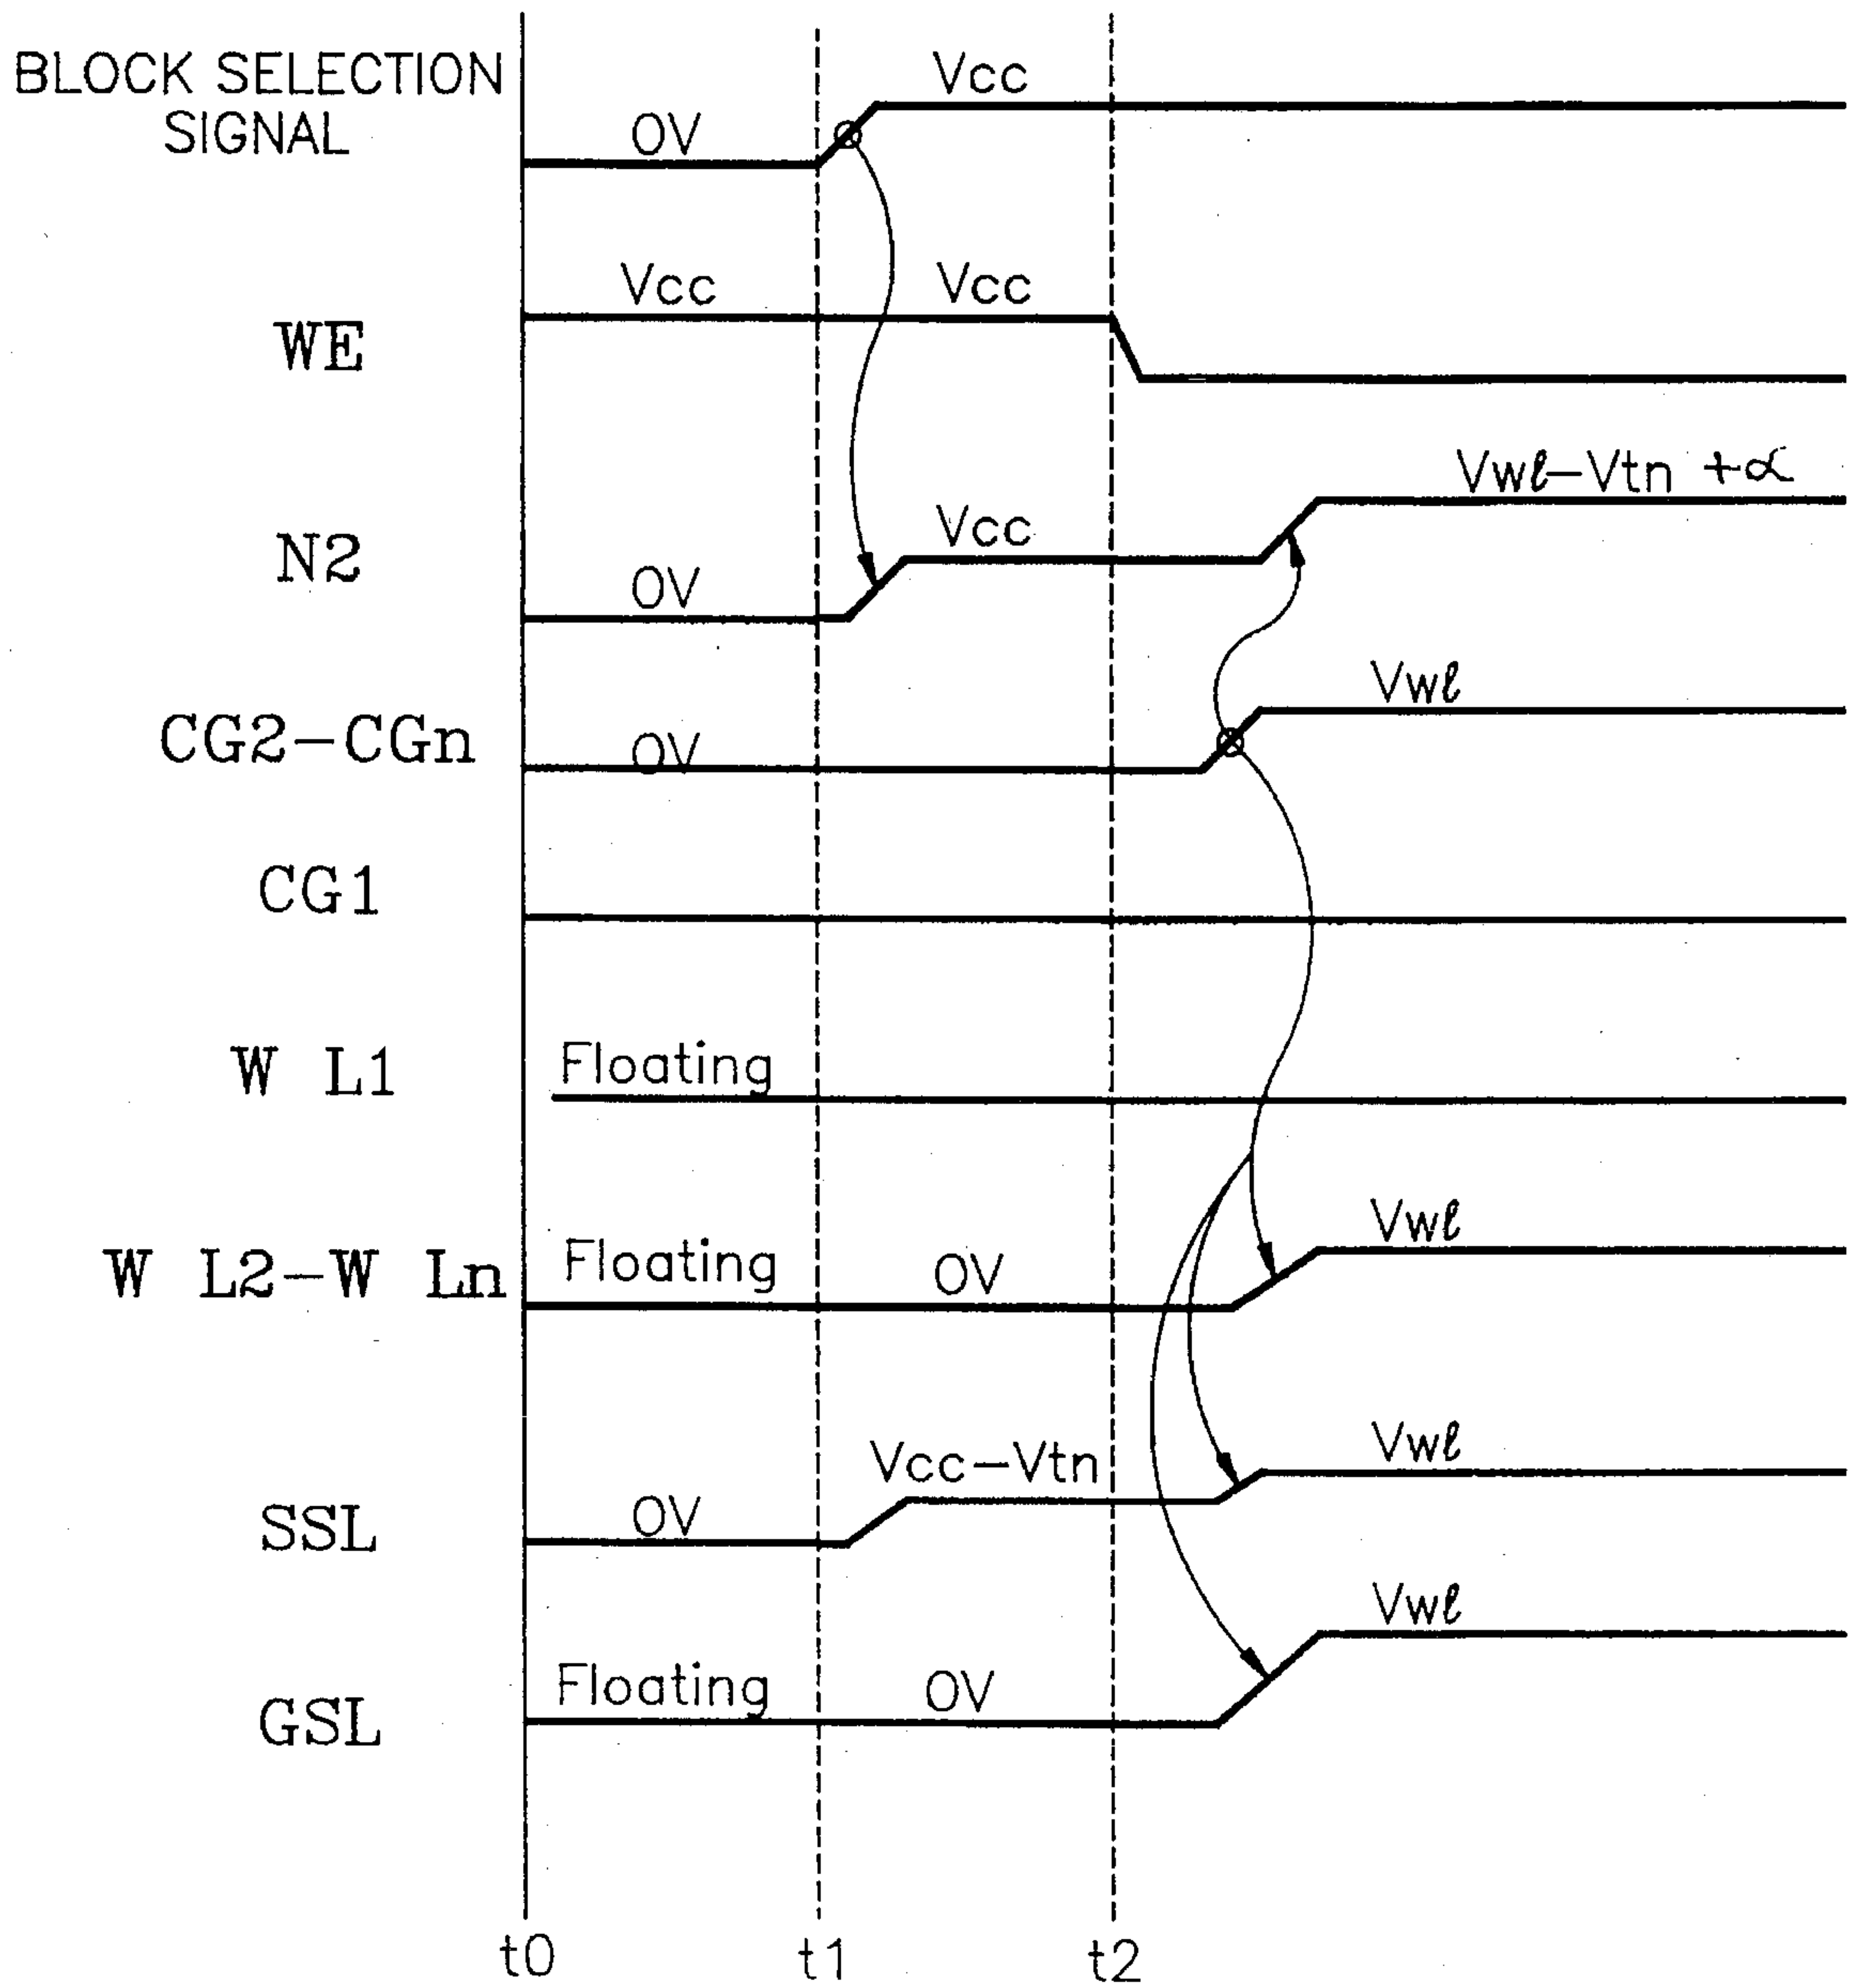 BLOCK SELECTION
SIGNAL
0V
Vcc
WE
Vcc
Vcc
N2
0V
Vcc
Vwℓ-Vtn +α
CG2-CGn
0V
Vwℓ
CG1
W L1
Floating
W L2-W Ln
Floating
0V
Vwℓ
SSL
0V
Vcc-Vtn
Vwℓ
GSL
Floating
0V
Vwℓ
t0
t1
t2